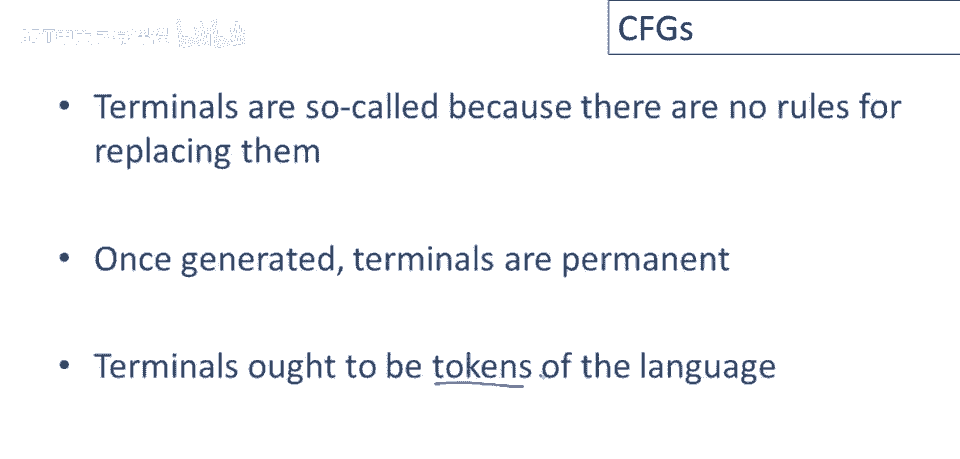 CFGs
• Terminals are so-called because there are no rules for
replacing them
• Once generated, terminals are permanent
• Terminals ought to be tokens of the language